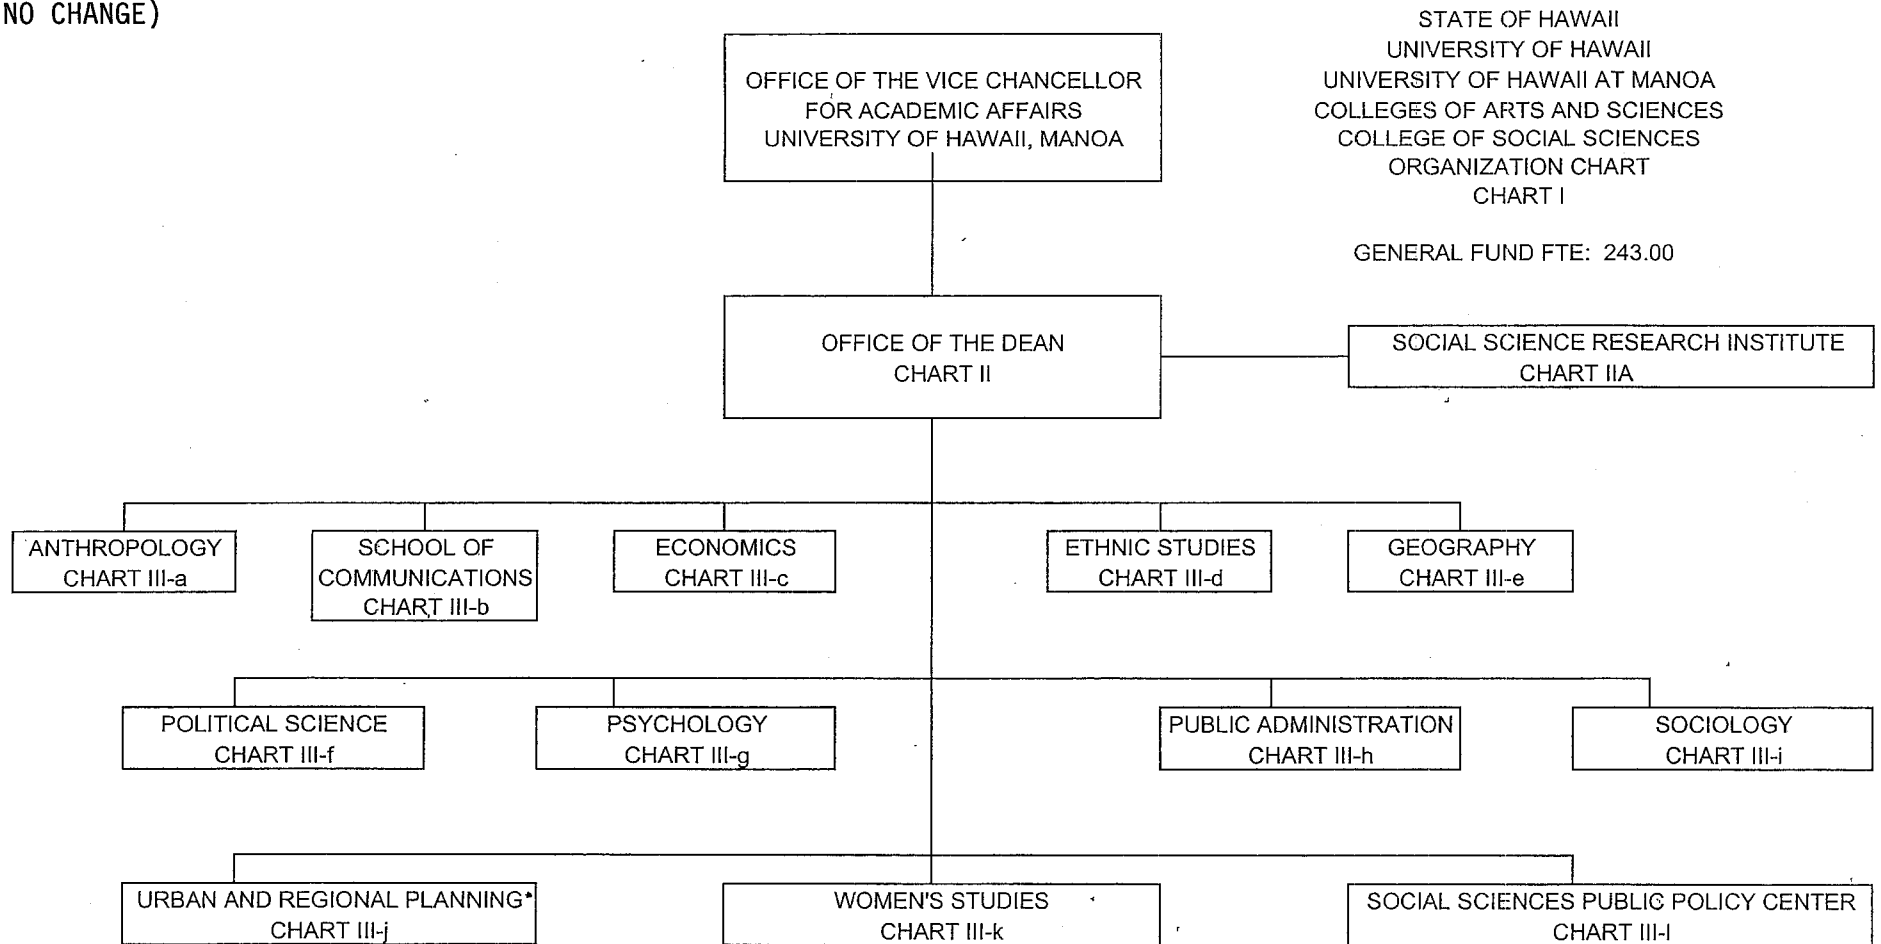 NO CHANGE)
STATE OF HAWAII
UNIVERSITY OF HAWAII
UNIVERSITY OF HAWAII AT MANOA
COLLEGES OF ARTS AND SCIENCES
COLLEGE OF SOCIAL SCIENCES
ORGANIZATION CHART
CHART I
GENERAL FUND FTE: 243.00
OFFICE OF THE VICE CHANCELLOR
FOR ACADEMIC AFFAIRS
UNIVERSITY OF HAWAII, MANOA
OFFICE OF THE DEAN
CHART II
SOCIAL SCIENCE RESEARCH INSTITUTE
CHART IIA
ANTHROPOLOGY
CHART III-a
SCHOOL OF
COMMUNICATIONS
CHART III-b
ECONOMICS
CHART III-c
ETHNIC STUDIES
CHART III-d
GEOGRAPHY
CHART III-e
POLITICAL SCIENCE
CHART III-f
PSYCHOLOGY
CHART III-g
PUBLIC ADMINISTRATION
CHART III-h
SOCIOLOGY
CHART III-i
URBAN AND REGIONAL PLANNING*
CHART III-j
WOMEN'S STUDIES
CHART III-k
SOCIAL SCIENCES PUBLIC POLICY CENTER
CHART III-l